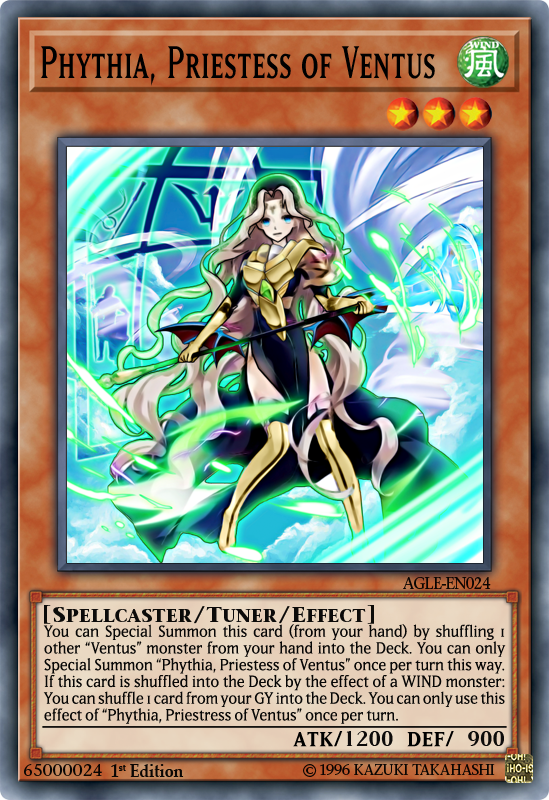 PHYTHIA, PRIESTESS OF VENTUS
WIND
風
AGLE-EN024
[SPELLCASTER/TUNER/EFFECT]
You can Special Summon this card (from your hand) by shuffling 1
other “Ventus” monster from your hand into the Deck. You can only
Special Summon “Phythia, Priestess of Ventus” once per turn this way.
If this card is shuffled into the Deck by the effect of a WIND monster:
You can shuffle 1 card from your GY into the Deck. You can only use this
effect of “Phythia, Priestress of Ventus” once per turn.
ATK/1200 DEF/ 900
65000024 1st Edition © 1996 KAZUKI TAKAHASHI